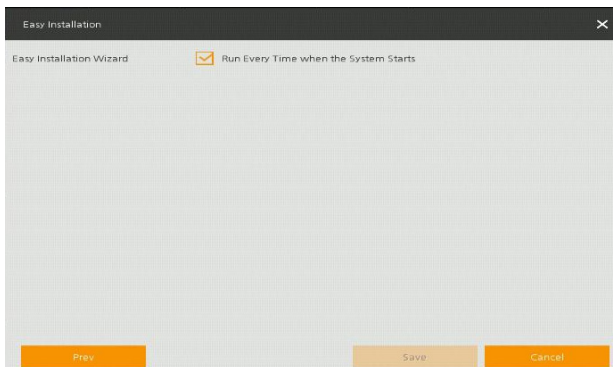 Easy Installation
Easy Installation Wizard Run Every Time when the System Starts
Prev Save Cancel